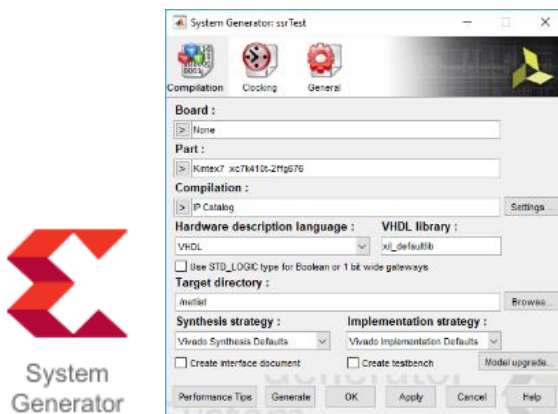 System Generator: ssrTest
Compilation Clocking General
Board :
> None
Part :
> Kintex7 xc7k410t-2ffg676
Compilation :
> IP Catalog Settings...
Hardware description language : VHDL library :
VHDL xil_defaultlib
Use STD_LOGIC type for Boolean or 1 bit wide gateways
Target directory :
./netlist Browse...
Synthesis strategy : Implementation strategy :
Vivado Synthesis Defaults Vivado Implementation Defaults
Create interface document Create testbench Model upgrade...
Performance Tips Generate OK Apply Cancel Help
System
Generator